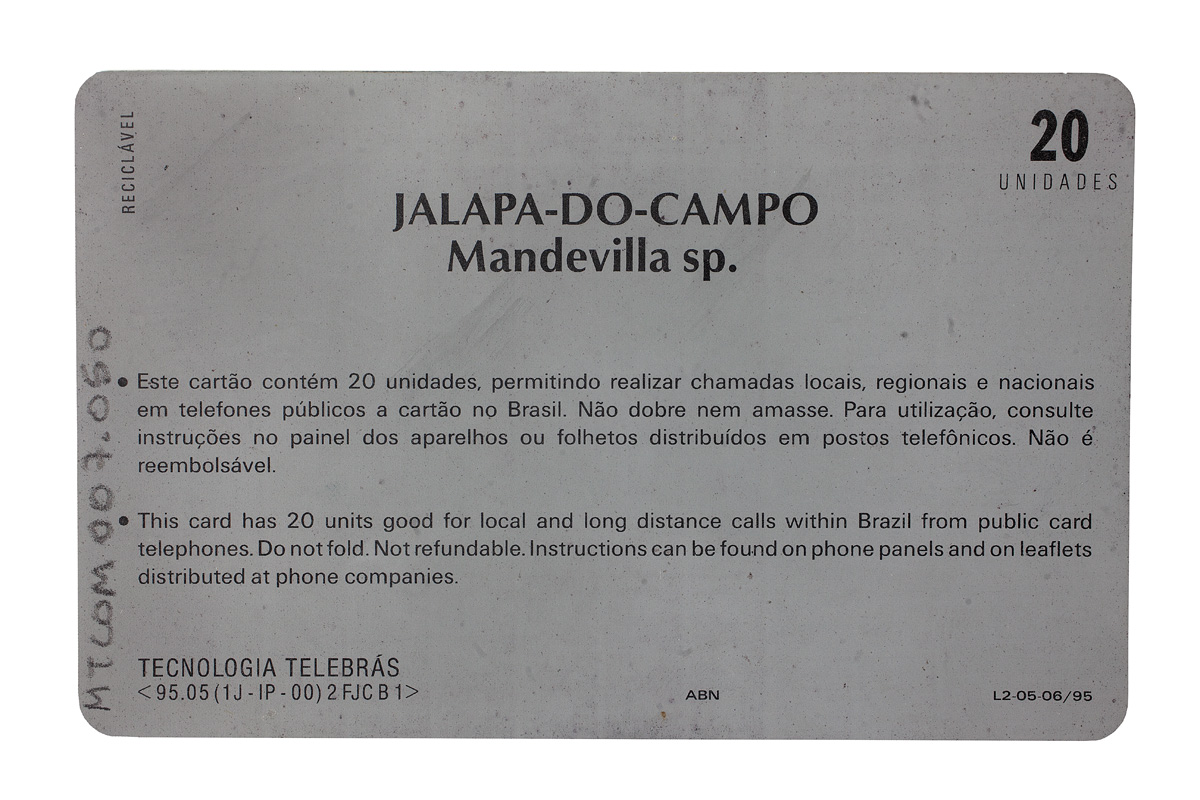 RECICLÁVEL
20
UNIDADES
JALAPA-DO-CAMPO
Mandevilla sp.
• Este cartão contém 20 unidades, permitindo realizar chamadas locais, regionais e nacionais
em telefones públicos a cartão no Brasil. Não dobre nem amasse. Para utilização, consulte
instruções no painel dos aparelhos ou folhetos distribuídos em postos telefônicos. Não é
reembolsável.
• This card has 20 units good for local and long distance calls within Brazil from public card
telephones. Do not fold. Not refundable. Instructions can be found on phone panels and on leaflets
distributed at phone companies.
TECNOLOGIA TELEBRÁS
<95.05(1J-IP-00)2 FJC B 1>
ABN
L2-05-06/95
MTCOM 007.050